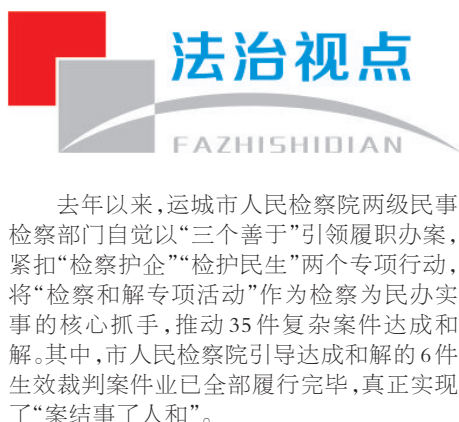 法治视点
FAZHISHIDIAN
去年以来,运城市人民检察院两级民事
检察部门自觉以“三个善于”引领履职办案,
紧扣“检察护企”“检护民生”两个专项行动,
将“检察和解专项活动”作为检察为民办实
事的核心抓手,推动35件复杂案件达成和
解。其中,市人民检察院引导达成和解的6件
生效裁判案件业已全部履行完毕,真正实现
了“案结事了人和”。